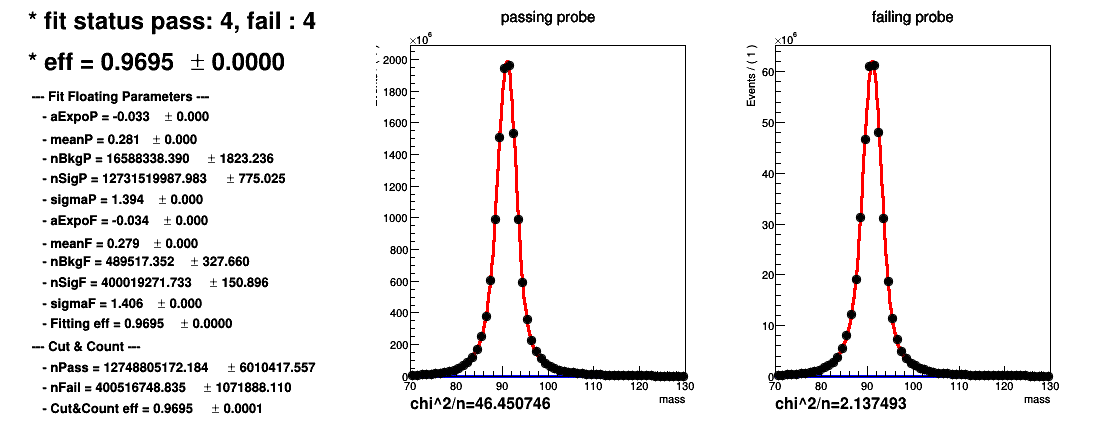 * fit status pass: 4, fail : 4
* eff = 0.9695 ± 0.0000
--- Fit Floating Parameters ---
- aExpoP = -0.033 ± 0.000
- meanP = 0.281 ± 0.000
- nBkgP = 16588338.390 ± 1823.236
- nSigP = 12731519987.983 ± 775.025
- sigmaP = 1.394 ± 0.000
- aExpoF = -0.034 ± 0.000
- meanF = 0.279 ± 0.000
- nBkgF = 489517.352 ± 327.660
- nSigF = 400019271.733 ± 150.896
- sigmaF = 1.406 ± 0.000
- Fitting eff = 0.9695 ± 0.0000
--- Cut & Count ---
- nPass = 12748805172.184 ± 6010417.557
- nFail = 400516748.835 ± 1071888.110
- Cut&Count eff = 0.9695 ± 0.0001
passing probe
×10^6
2000
1800
1600
1400
1200
1000
800
600
400
200
0
70 80 90 100 110 120 130
mass
chi^2/n=46.450746
failing probe
×10^6
Events / ( 1 )
60
50
40
30
20
10
0
70 80 90 100 110 120 130
mass
chi^2/n=2.137493